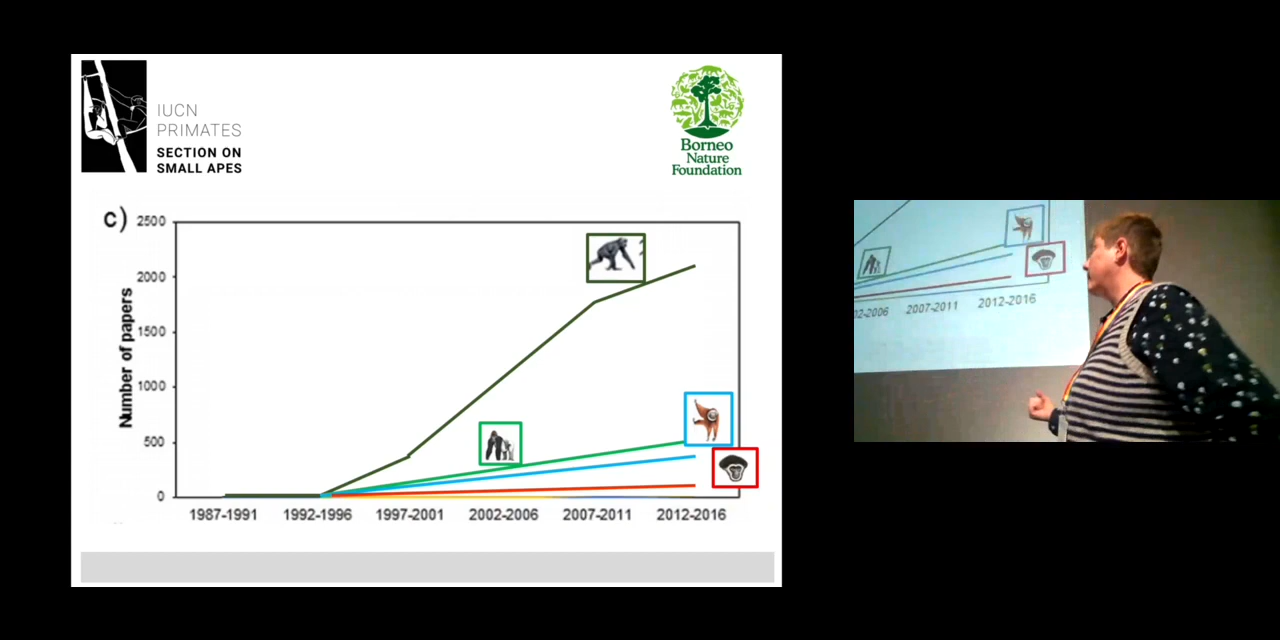 IUCN
PRIMATES
SECTION ON
SMALL APES
Borneo
Nature
Foundation
c)
Number of papers
2500
2000
1500
1000
500
0
1987-1991
1992-1996
1997-2001
2002-2006
2007-2011
2012-2016
02-2006
2007-2011
2012-2016